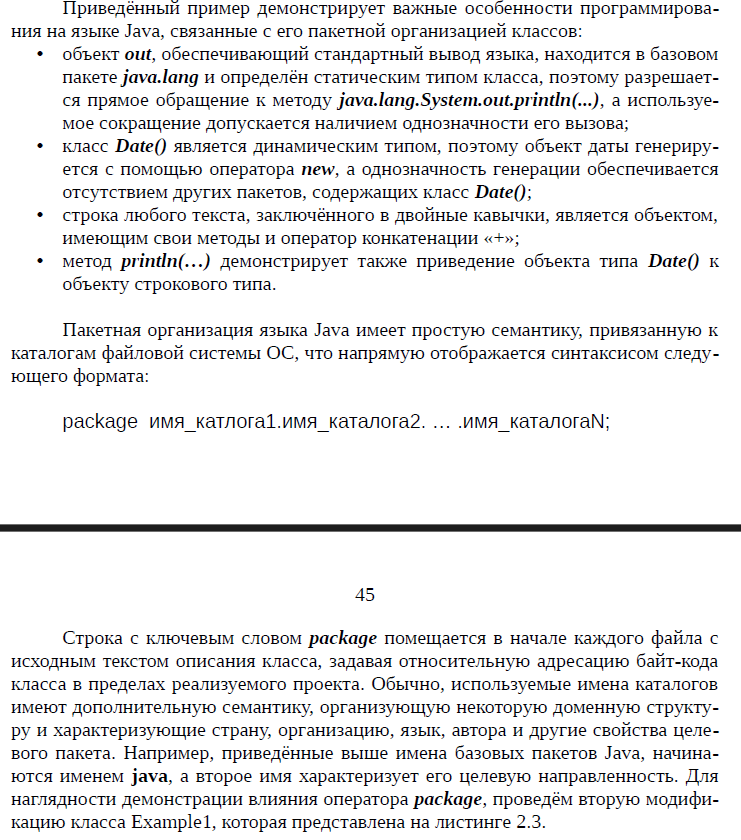 Приведённый пример демонстрирует важные особенности программирова-
ния на языке Java, связанные с его пакетной организацией классов:
• объект out, обеспечивающий стандартный вывод языка, находится в базовом
пакете java.lang и определён статическим типом класса, поэтому разрешает-
ся прямое обращение к методу java.lang.System.out.println(...), а используе-
мое сокращение допускается наличием однозначности его вызова;
• класс Date() является динамическим типом, поэтому объект даты генериру-
ется с помощью оператора new, а однозначность генерации обеспечивается
отсутствием других пакетов, содержащих класс Date();
• строка любого текста, заключённого в двойные кавычки, является объектом,
имеющим свои методы и оператор конкатенации «+»;
• метод println(…) демонстрирует также приведение объекта типа Date() к
объекту строкового типа.
Пакетная организация языка Java имеет простую семантику, привязанную к
каталогам файловой системы ОС, что напрямую отображается синтаксисом следу-
ющего формата:
package имя_катлога1.имя_каталога2. … .имя_каталогаN;
45
Строка с ключевым словом package помещается в начале каждого файла с
исходным текстом описания класса, задавая относительную адресацию байт-кода
класса в пределах реализуемого проекта. Обычно, используемые имена каталогов
имеют дополнительную семантику, организующую некоторую доменную структу-
ру и характеризующие страну, организацию, язык, автора и другие свойства целе-
вого пакета. Например, приведённые выше имена базовых пакетов Java, начина-
ются именем java, а второе имя характеризует его целевую направленность. Для
наглядности демонстрации влияния оператора package, проведём вторую модифи-
кацию класса Example1, которая представлена на листинге 2.3.